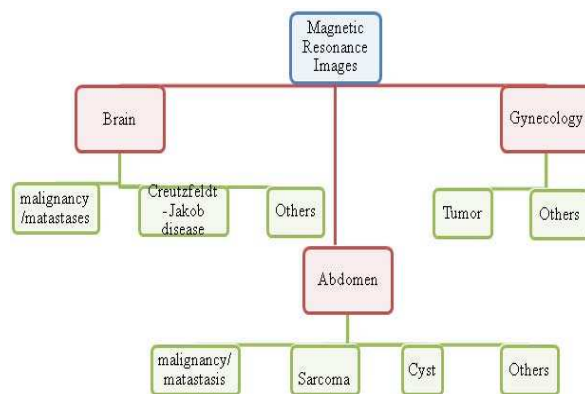 Magnetic
Resonance
Images
Brain
Gynecology
malignancy
/matastases
Creutzfeldt
-Jakob
disease
Others
Tumor
Others
Abdomen
malignancy/
matastasis
Sarcoma
Cyst
Others